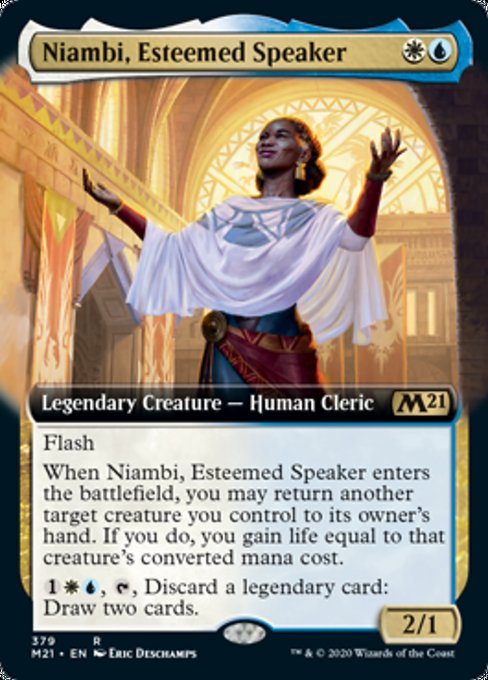 Niambi, Esteemed Speaker
Legendary Creature — Human Cleric
M21
Flash
When Niambi, Esteemed Speaker enters
the battlefield, you may return another
target creature you control to its owner's
hand. If you do, you gain life equal to that
creature's converted mana cost.
1, , Discard a legendary card:
Draw two cards.
2/1
379 R
M21 • EN Eric Deschamps
™ & © 2020 Wizards of the Coast